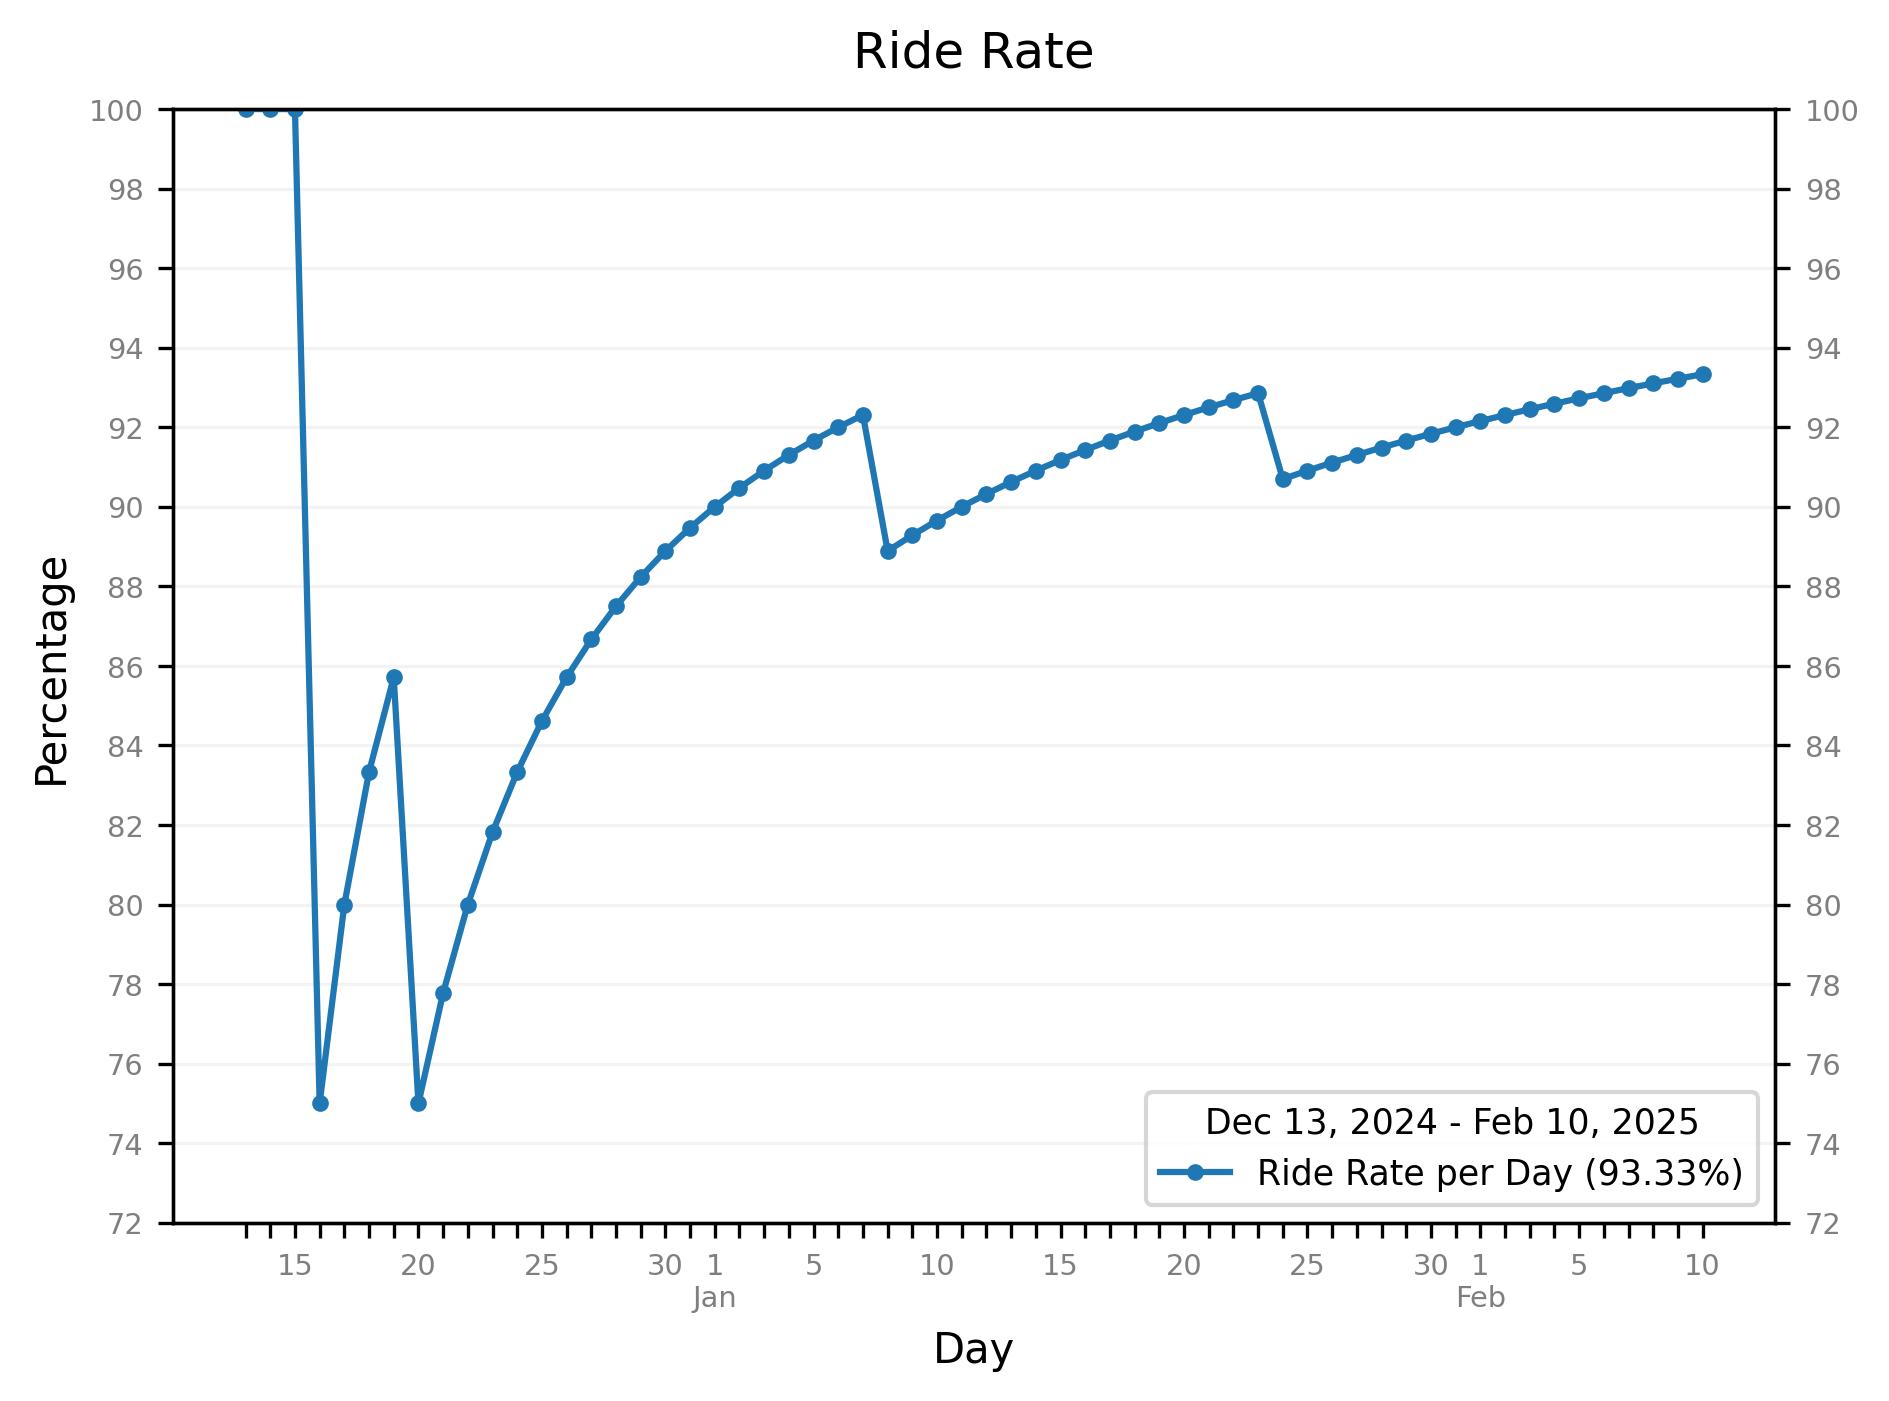 Ride Rate
100 100
98 98
96 96
94 94
92 92
90 90
88 88
86 86
84 84
82 82
80 80
78 78
76 76
74 74
72 72
Percentage
Dec 13, 2024 - Feb 10, 2025
Ride Rate per Day (93.33%)
15 20 25 30 1 5 10 15 20 25 30 1 5 10
Jan Feb
Day